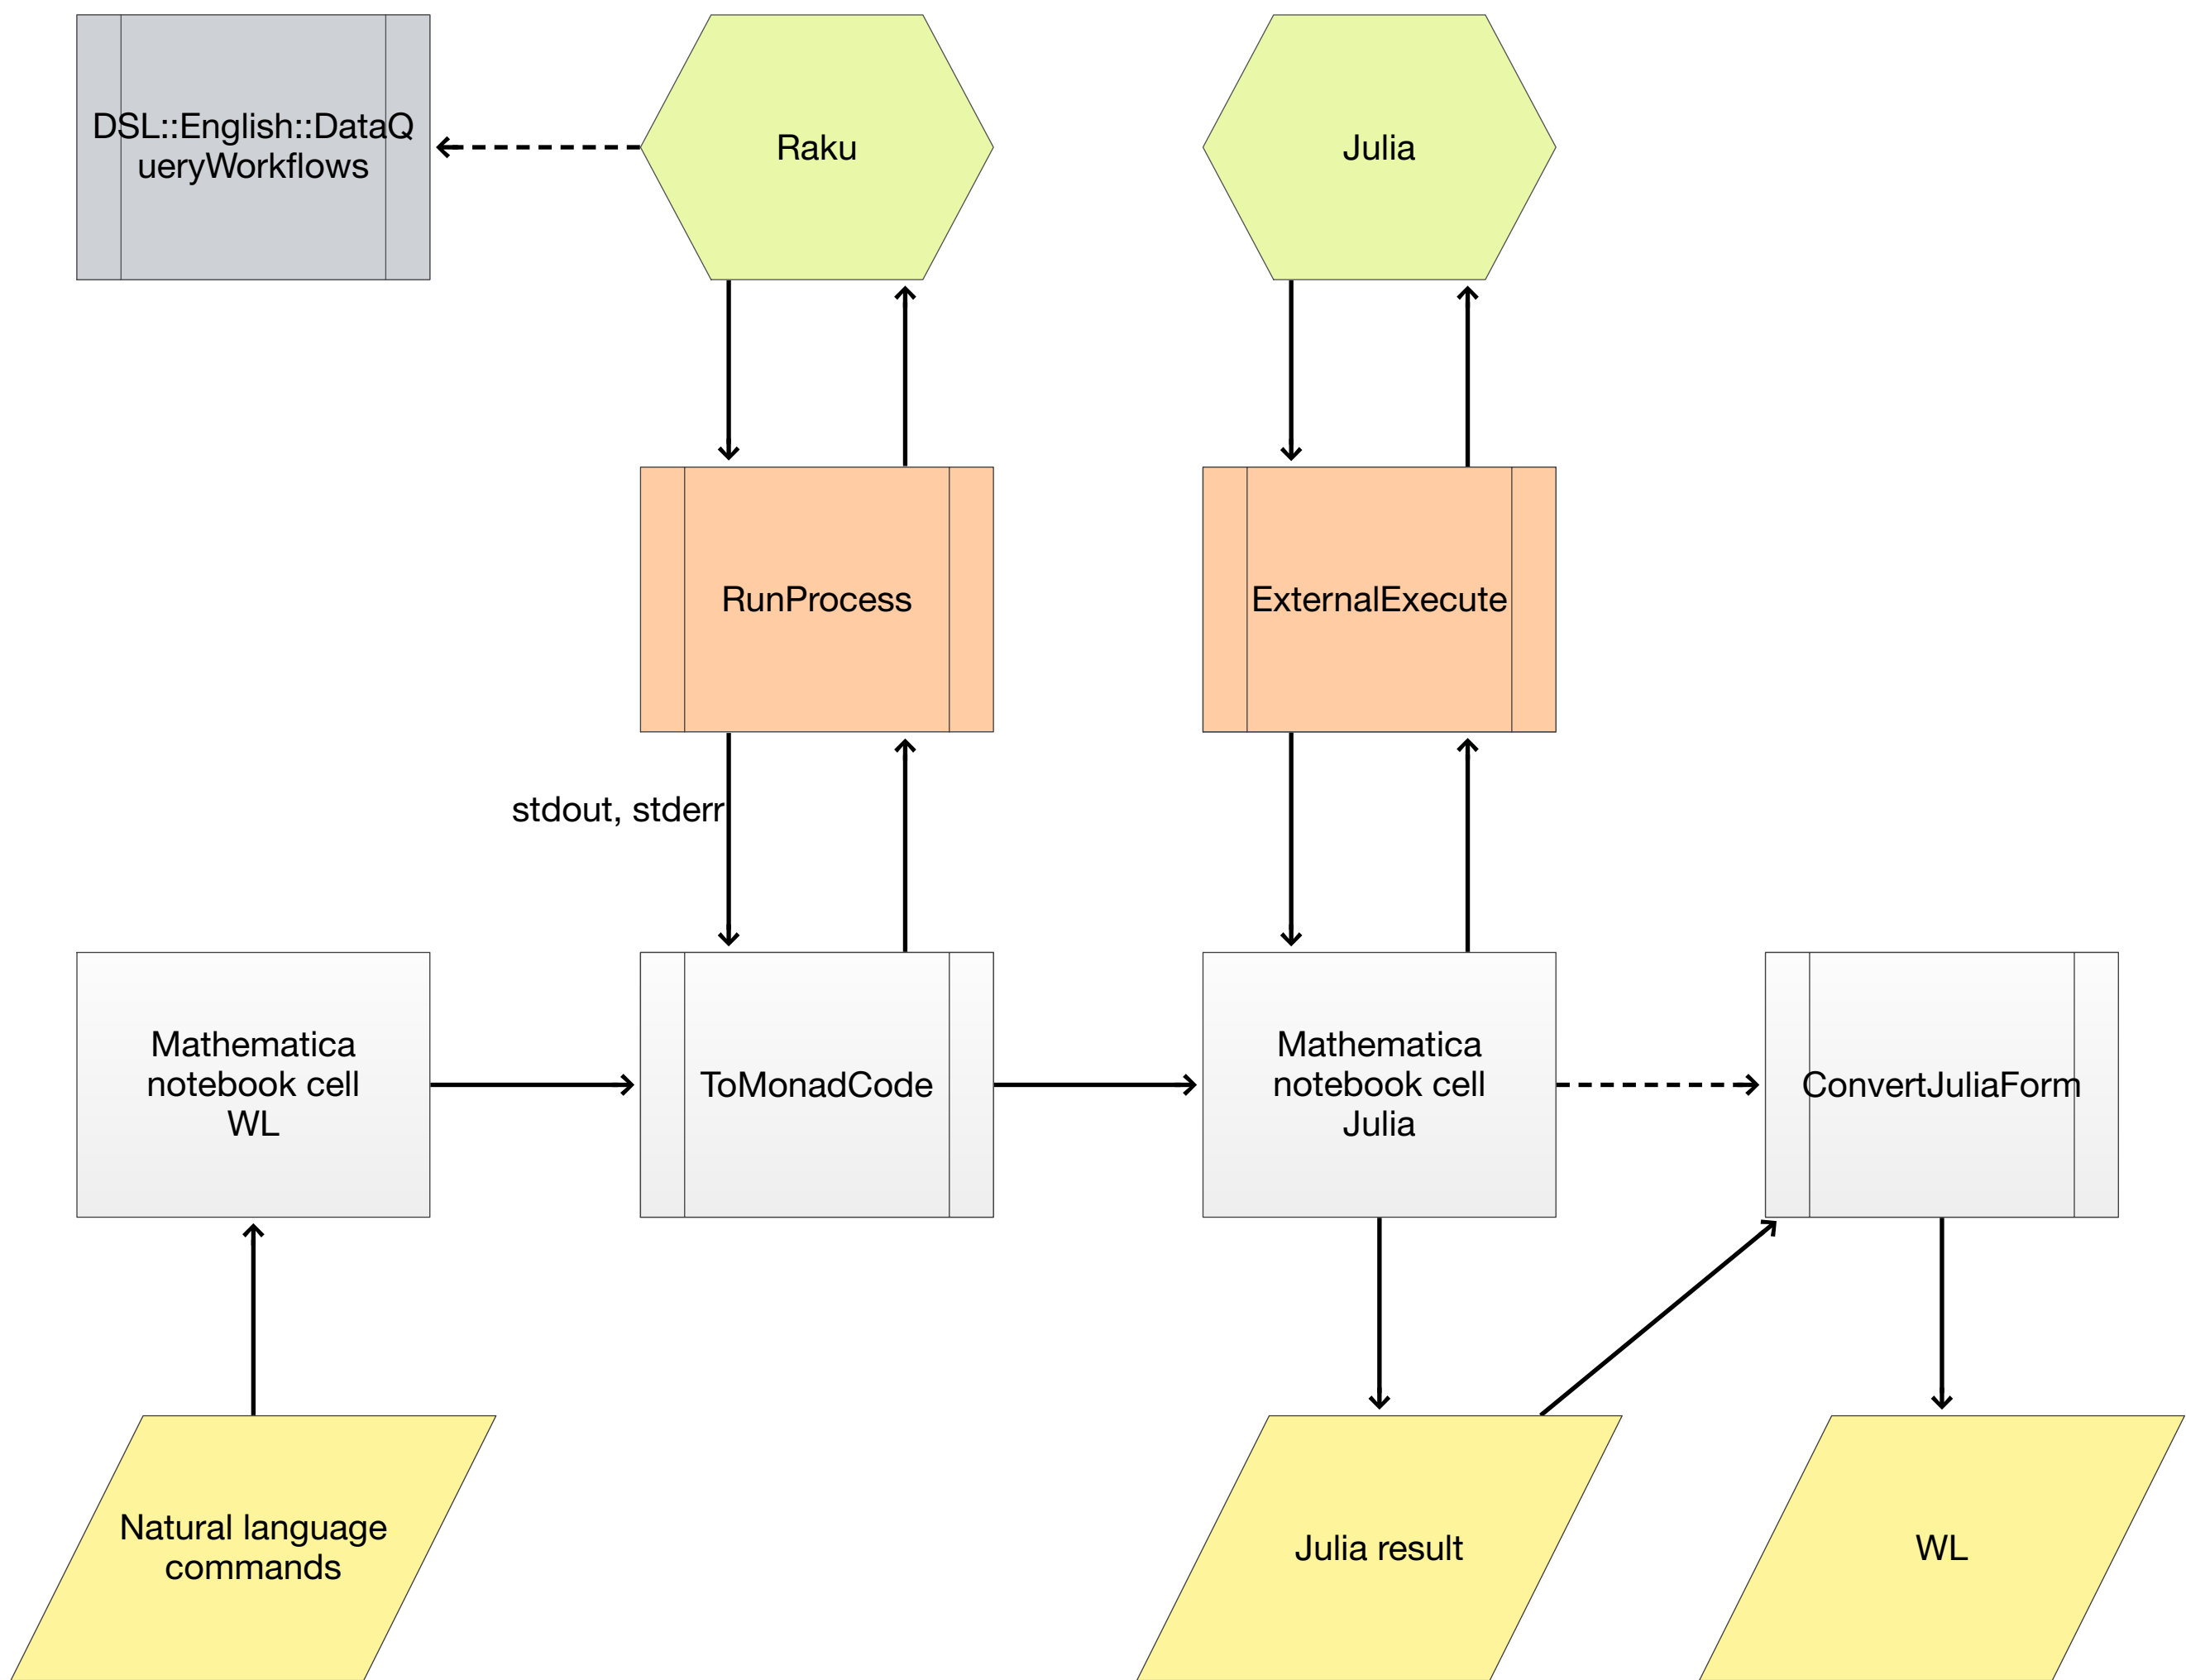 DSL::English::DataQ
ueryWorkflows
Raku
Julia
RunProcess
ExternalExecute
stdout, stderr
Mathematica
notebook cell
WL
ToMonadCode
Mathematica
notebook cell
Julia
ConvertJuliaForm
Natural language
commands
Julia result
WL